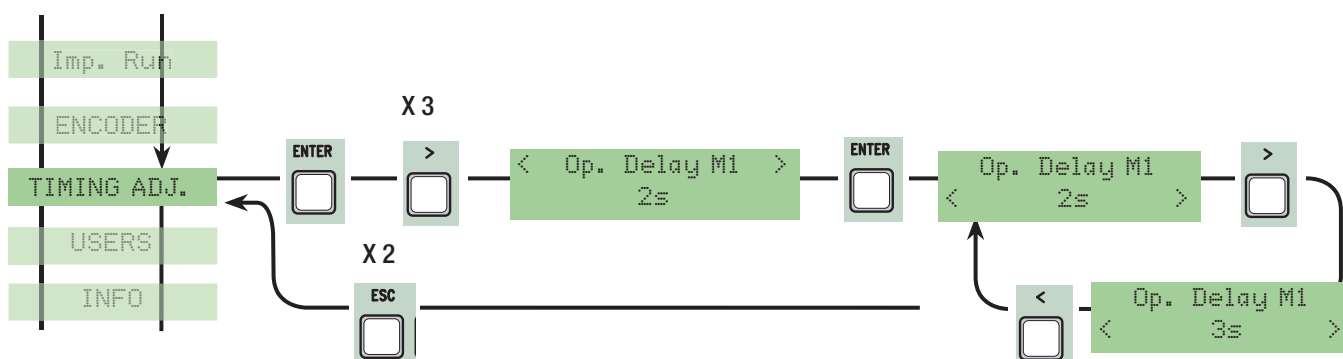 Imp. Run
ENCODER
TIMING ADJ.
USERS
INFO
ENTER
X 3
>
< Op. Delay M1 >
2s
ENTER
Op. Delay M1
< 2s >
>
X 2
ESC
<
Op. Delay M1
< 3s >